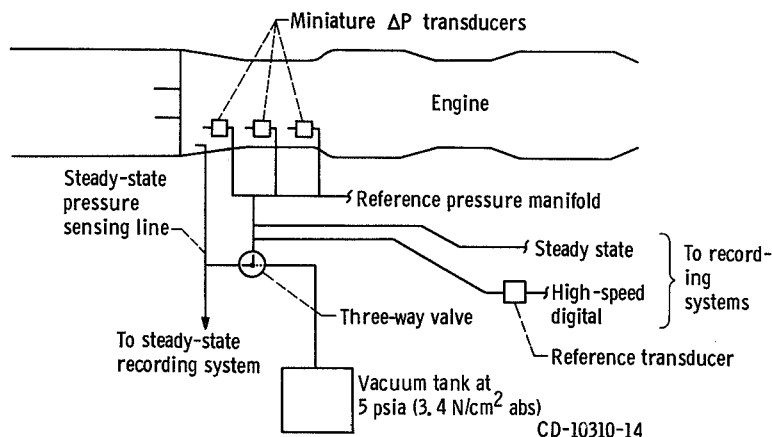 Miniature ΔP transducers
Engine
Steady-state
pressure
sensing line
Reference pressure manifold
Steady state
High-speed
digital
To record-
ing
systems
Three-way valve
Reference transducer
To steady-state
recording system
Vacuum tank at
5 psia (3.4 N/cm² abs)
CD-10310-14